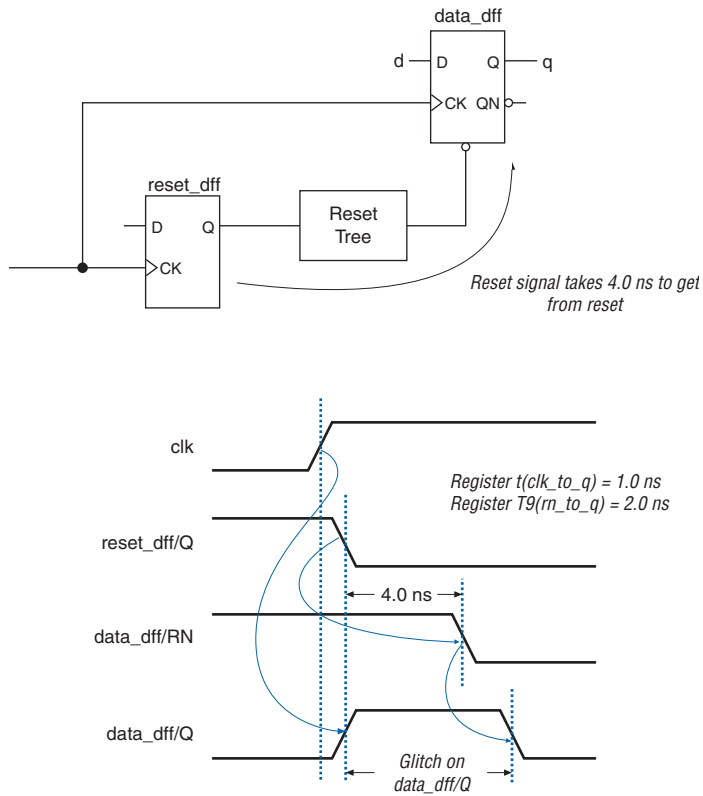 data_dff
d
D
Q
q
CK
QN
reset_dff
D
Q
CK
Reset
Tree
Reset signal takes 4.0 ns to get
from reset
clk
Register t(clk_to_q) = 1.0 ns
Register T9(rn_to_q) = 2.0 ns
reset_dff/Q
4.0 ns
data_dff/RN
data_dff/Q
Glitch on
data_dff/Q